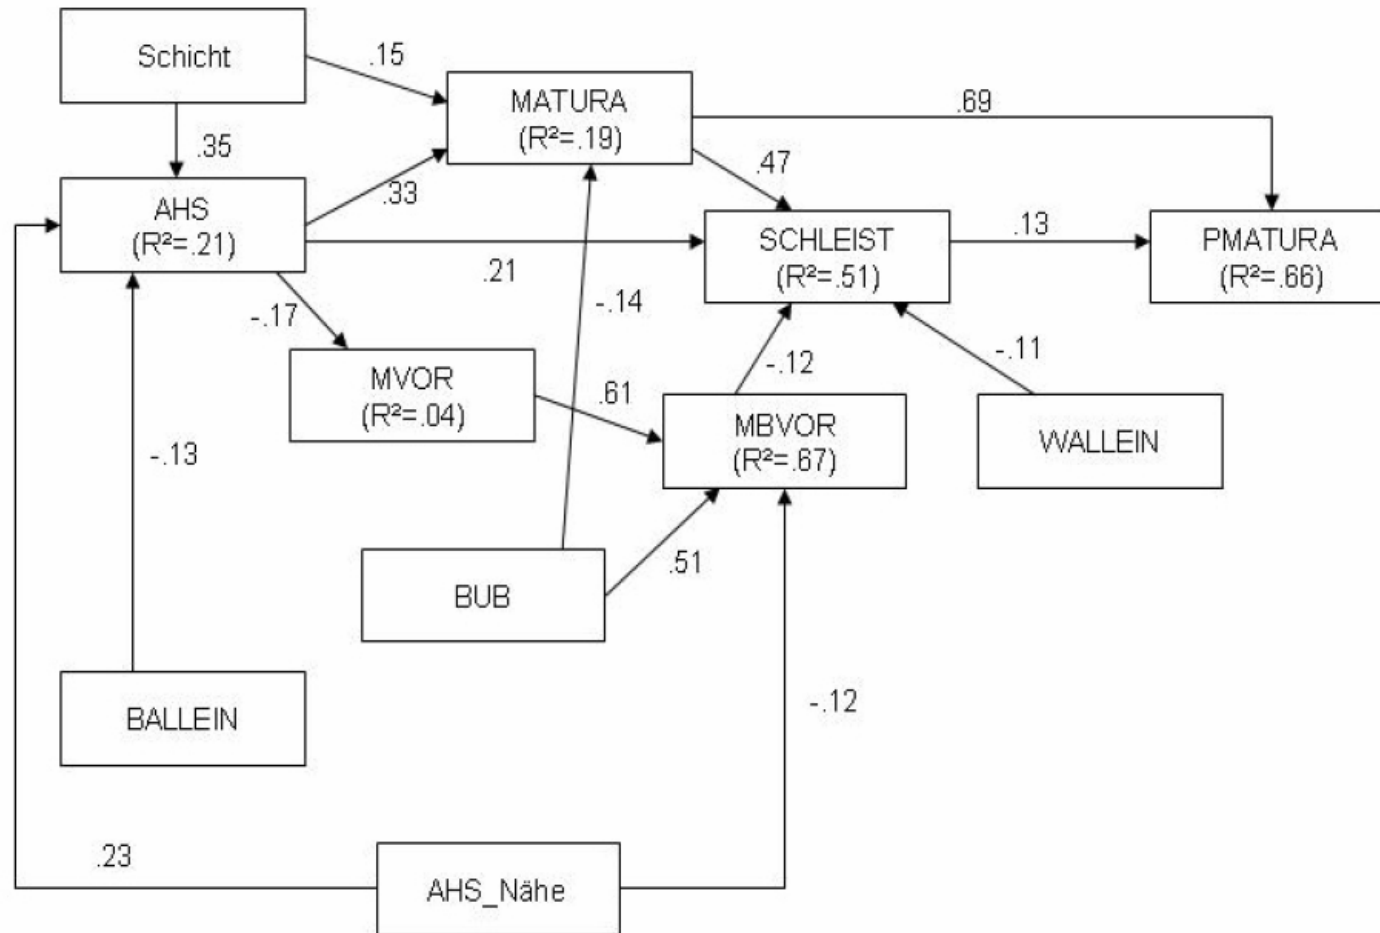 Schicht
.15
MATURA
(R²=.19)
.69
.35
.33
.47
AHS
(R²=.21)
SCHLEIST
(R²=.51)
.13
PMATURA
(R²=.66)
.21
-.17
-.14
MVOR
(R²=.04)
.61
-.12
-.11
MBVOR
(R²=.67)
WALLEIN
-.13
BUB
.51
BALLEIN
-.12
.23
AHS_Nähe